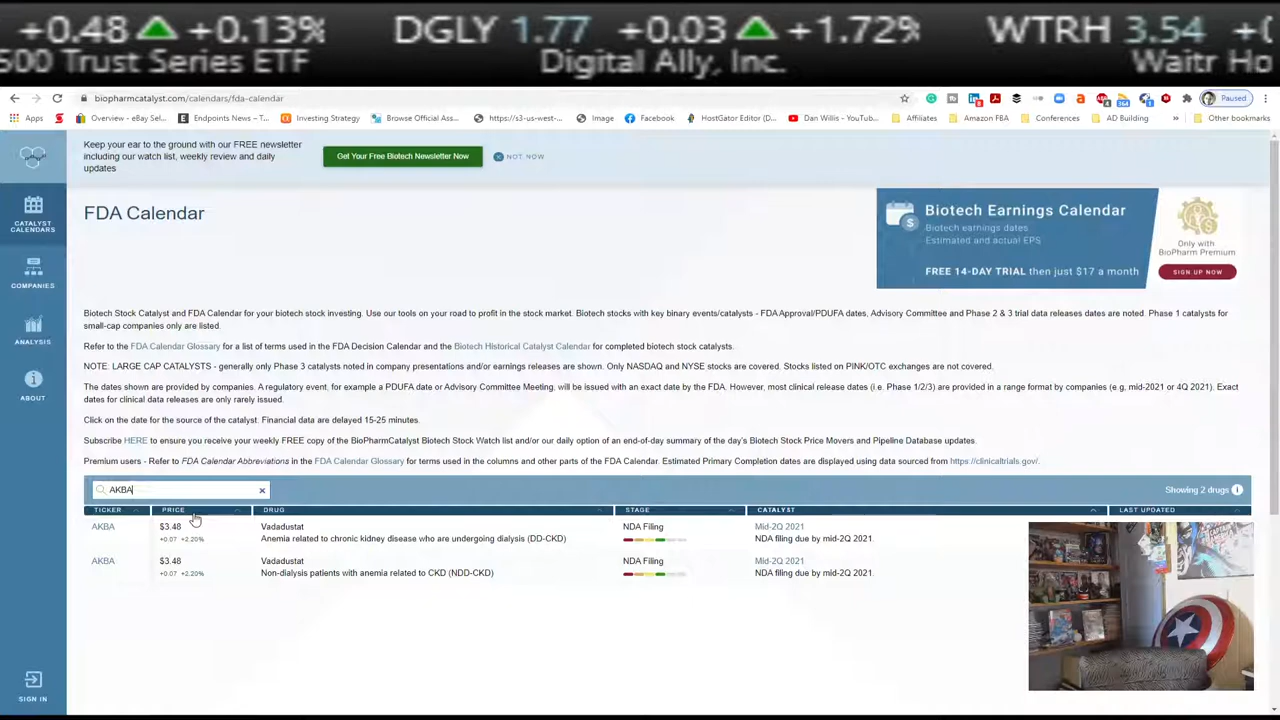 +0.48 +0.13% DGLY 1.77 +0.03 +1.72% WTRH 3.54
500 Trust Series ETF Digital Ally, Inc. Waitr Ho
biopharmcatalyst.com/calendars/fda-calendar
Paused
Apps Overview - eBay Sel... Endpoints News – T... Investing Strategy Browse Official Ass... https://s3-us-west-... Image Facebook HostGator Editor (D... Dan Willis - YouTub... Affiliates Amazon FBA Conferences AD Building » Other bookmarks
Keep your ear to the ground with our FREE newsletter
including our watch list, weekly review and daily
updates
Get Your Free Biotech Newsletter Now
NOT NOW
CATALYST
CALENDARS
COMPANIES
ANALYSIS
ABOUT
SIGN IN
FDA Calendar
Biotech Earnings Calendar
Biotech earnings dates
Estimated and actual EPS
FREE 14-DAY TRIAL then just $17 a month
Only with
BioPharm Premium
SIGN UP NOW
Biotech Stock Catalyst and FDA Calendar for your biotech stock investing. Use our tools on your road to profit in the stock market. Biotech stocks with key binary events/catalysts - FDA Approval/PDUFA dates, Advisory Committee and Phase 2 & 3 trial data releases dates are noted. Phase 1 catalysts for
small-cap companies only are listed.
Refer to the FDA Calendar Glossary for a list of terms used in the FDA Decision Calendar and the Biotech Historical Catalyst Calendar for completed biotech stock catalysts.
NOTE. LARGE CAP CATALYSTS - generally only Phase 3 catalysts noted in company presentations and/or earnings releases are shown. Only NASDAQ and NYSE stocks are covered. Stocks listed on PINK/OTC exchanges are not covered.
The dates shown are provided by companies. A regulatory event, for example a PDUFA date or Advisory Committee Meeting, will be issued with an exact date by the FDA. However, most clinical release dates (i.e. Phase 1/2/3) are provided in a range format by companies (e.g, mid-2021 or 4Q 2021). Exact
dates for clinical data releases are only rarely issued.
Click on the date for the source of the catalyst. Financial data are delayed 15-25 minutes.
Subscribe HERE to ensure you receive your weekly FREE copy of the BioPharmCatalyst Biotech Stock Watch list and/or our daily option of an end-of-day summary of the day's Biotech Stock Price Movers and Pipeline Database updates.
Premium users - Refer to FDA Calendar Abbreviations in the FDA Calendar Glossary for terms used in the columns and other parts of the FDA Calendar. Estimated Primary Completion dates are displayed using data sourced from https://clinicaltrials.gov/.
AKBA
Showing 2 drugs
TICKER PRICE DRUG STAGE CATALYST LAST UPDATED
AKBA $3.48 Vadadustat NDA Filing Mid-2Q 2021
+0.07 +2.20% Anemia related to chronic kidney disease who are undergoing dialysis (DD-CKD) NDA filing due by mid-2Q 2021.
AKBA $3.48 Vadadustat NDA Filing Mid-2Q 2021
+0.07 +2.20% Non-dialysis patients with anemia related to CKD (NDD-CKD) NDA filing due by mid-2Q 2021.